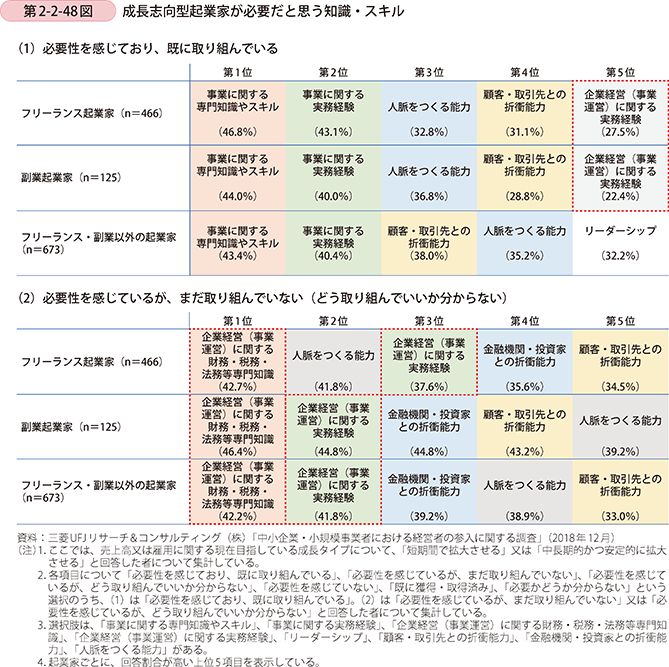 第2-2-48図 成長志向型起業家が必要だと思う知識・スキル
（1）必要性を感じており、既に取り組んでいる
第1位 第2位 第3位 第4位 第5位
フリーランス起業家（n=466）
事業に関する
専門知識やスキル
（46.8%）
事業に関する
実務経験
（43.1%）
人脈をつくる能力
（32.8%）
顧客・取引先との
折衝能力
（31.1%）
企業経営（事業
運営）に関する
実務経験
（27.5%）
副業起業家（n=125）
事業に関する
専門知識やスキル
（44.0%）
事業に関する
実務経験
（40.0%）
人脈をつくる能力
（36.8%）
顧客・取引先との
折衝能力
（28.8%）
企業経営（事業
運営）に関する
実務経験
（22.4%）
フリーランス・副業以外の起業家
（n=673）
事業に関する
専門知識やスキル
（43.4%）
事業に関する
実務経験
（40.4%）
顧客・取引先との
折衝能力
（38.0%）
人脈をつくる能力
（35.2%）
リーダーシップ
（32.2%）
（2）必要性を感じているが、まだ取り組んでいない（どう取り組んでいいか分からない）
第1位 第2位 第3位 第4位 第5位
フリーランス起業家（n=466）
企業経営（事業
運営）に関する
財務・税務・
法務等専門知識
（42.7%）
人脈をつくる能力
（41.8%）
企業経営（事業
運営）に関する
実務経験
（37.6%）
金融機関・投資家
との折衝能力
（35.6%）
顧客・取引先との
折衝能力
（34.5%）
副業起業家（n=125）
企業経営（事業
運営）に関する
財務・税務・
法務等専門知識
（46.4%）
企業経営（事業
運営）に関する
実務経験
（44.8%）
金融機関・投資家
との折衝能力
（44.8%）
顧客・取引先との
折衝能力
（43.2%）
人脈をつくる能力
（39.2%）
フリーランス・副業以外の起業家
（n=673）
企業経営（事業
運営）に関する
財務・税務・
法務等専門知識
（42.2%）
企業経営（事業
運営）に関する
実務経験
（41.8%）
金融機関・投資家
との折衝能力
（39.2%）
人脈をつくる能力
（38.9%）
顧客・取引先との
折衝能力
（33.0%）
資料：三菱UFJリサーチ&コンサルティング（株）「中小企業・小規模事業者における経営者の参入に関する調査」（2018年12月）
（注）1. ここでは、売上高又は雇用に関する現在目指している成長タイプについて、「短期間で拡大させる」又は「中長期的かつ安定的に拡大
させる」と回答した者について集計している。
2. 各項目について「必要性を感じており、既に取り組んでいる」、「必要性を感じているが、まだ取り組んでいない」、「必要性を感じて
いるが、どう取り組んでいいか分からない」、「必要性を感じていない」、「既に獲得・取得済み」、「必要かどうか分からない」という
選択のうち、（1）は「必要性を感じており、既に取り組んでいる」。（2）は「必要性を感じているが、まだ取り組んでいない」又は「必
要性を感じているが、どう取り組んでいいか分からない」と回答した者について集計している。
3. 選択肢は、「事業に関する専門知識やスキル」、「事業に関する実務経験」、「企業経営（事業運営）に関する財務・税務・法務等専門知
識」、「企業経営（事業運営）に関する実務経験」、「リーダーシップ」、「顧客・取引先との折衝能力」、「金融機関・投資家との折衝能
力」、「人脈をつくる能力」がある。
4. 起業家ごとに、回答割合が高い上位5項目を表示している。